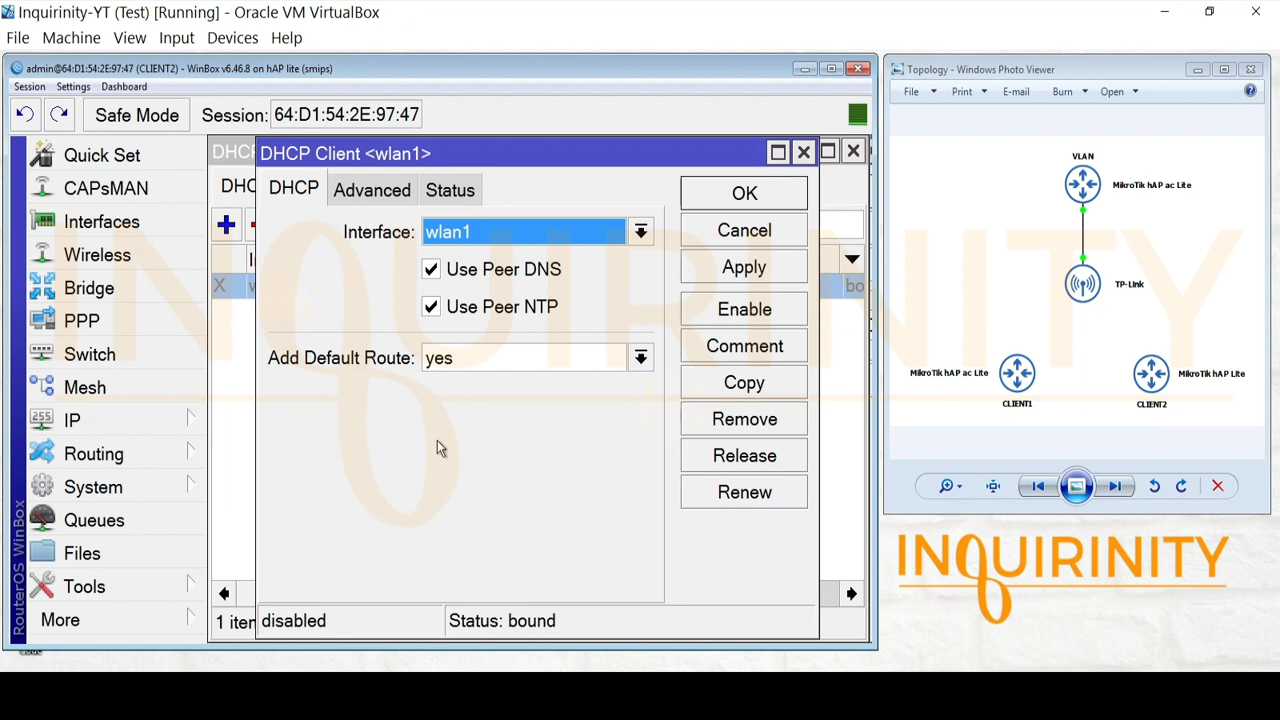 Inquirinity-YT (Test) [Running] - Oracle VM VirtualBox
File Machine View Input Devices Help
admin@64:D1:54:2E:97:47 (CLIENT2) - WinBox v6.46.8 on hAP lite (smips)
Session Settings Dashboard
Safe Mode Session: 64:D1:54:2E:97:47
Quick Set
CAPsMAN
Interfaces
Wireless
Bridge
PPP
Switch
Mesh
255 IP
Routing
System
Queues
Files
Tools
More
RouterOS WinBox
DHCP Client <wlan1>
DHCP Advanced Status
Interface: wlan1
Use Peer DNS
Use Peer NTP
Add Default Route: yes
OK
Cancel
Apply
Enable
Comment
Copy
Remove
Release
Renew
X
bo
disabled
Status: bound
Topology - Windows Photo Viewer
File Print E-mail Burn Open
VLAN
MikroTik hAP ac Lite
TP-Link
MikroTik hAP ac Lite
CLIENT1
MikroTik hAP Lite
CLIENT2
INQUIRINITY
INQUIRINITY